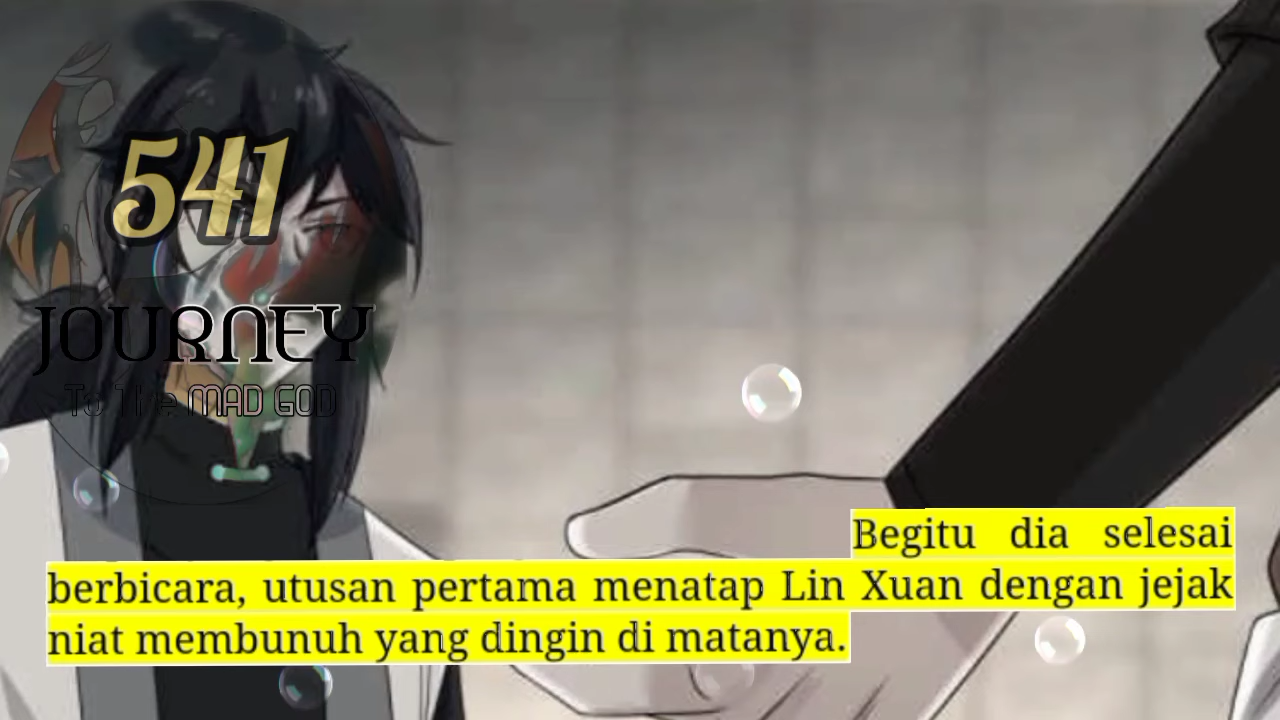 541
JOURNEY
To The MAD GOD
Begitu dia selesai
berbicara, utusan pertama menatap Lin Xuan dengan jejak
niat membunuh yang dingin di matanya.